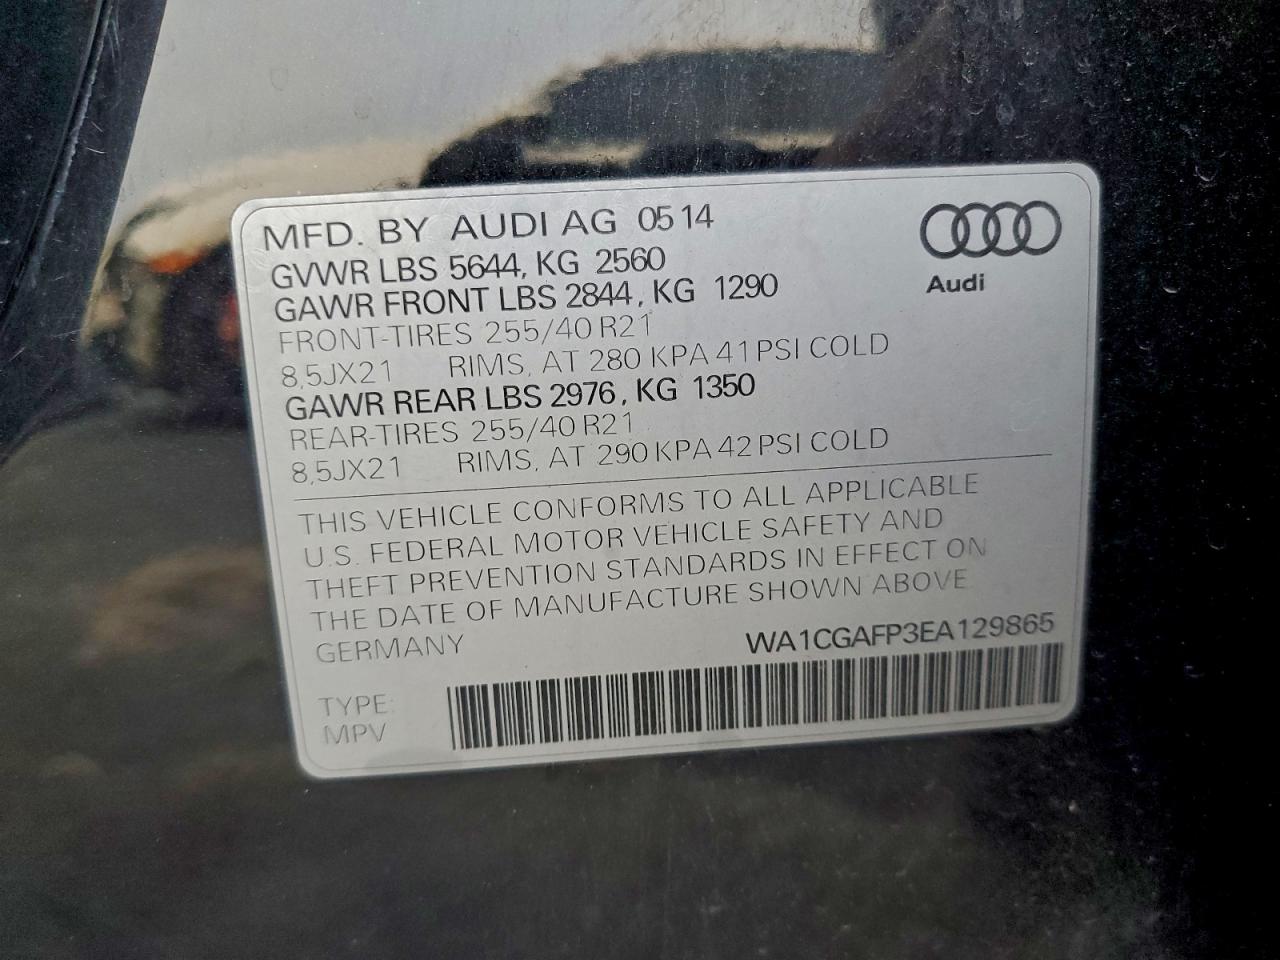 MFD. BY AUDI AG 05 14
GVWR LBS 5644, KG 2560
GAWR FRONT LBS 2844, KG 1290
FRONT-TIRES 255/40 R21
8,5JX21 RIMS, AT 280 KPA 41 PSI COLD
GAWR REAR LBS 2976, KG 1350
REAR-TIRES 255/40 R21
8,5JX21 RIMS, AT 290 KPA 42 PSI COLD
Audi
THIS VEHICLE CONFORMS TO ALL APPLICABLE
U.S. FEDERAL MOTOR VEHICLE SAFETY AND
THEFT PREVENTION STANDARDS IN EFFECT ON
THE DATE OF MANUFACTURE SHOWN ABOVE
GERMANY WA1CGAFP3EA129865
TYPE:
MPV